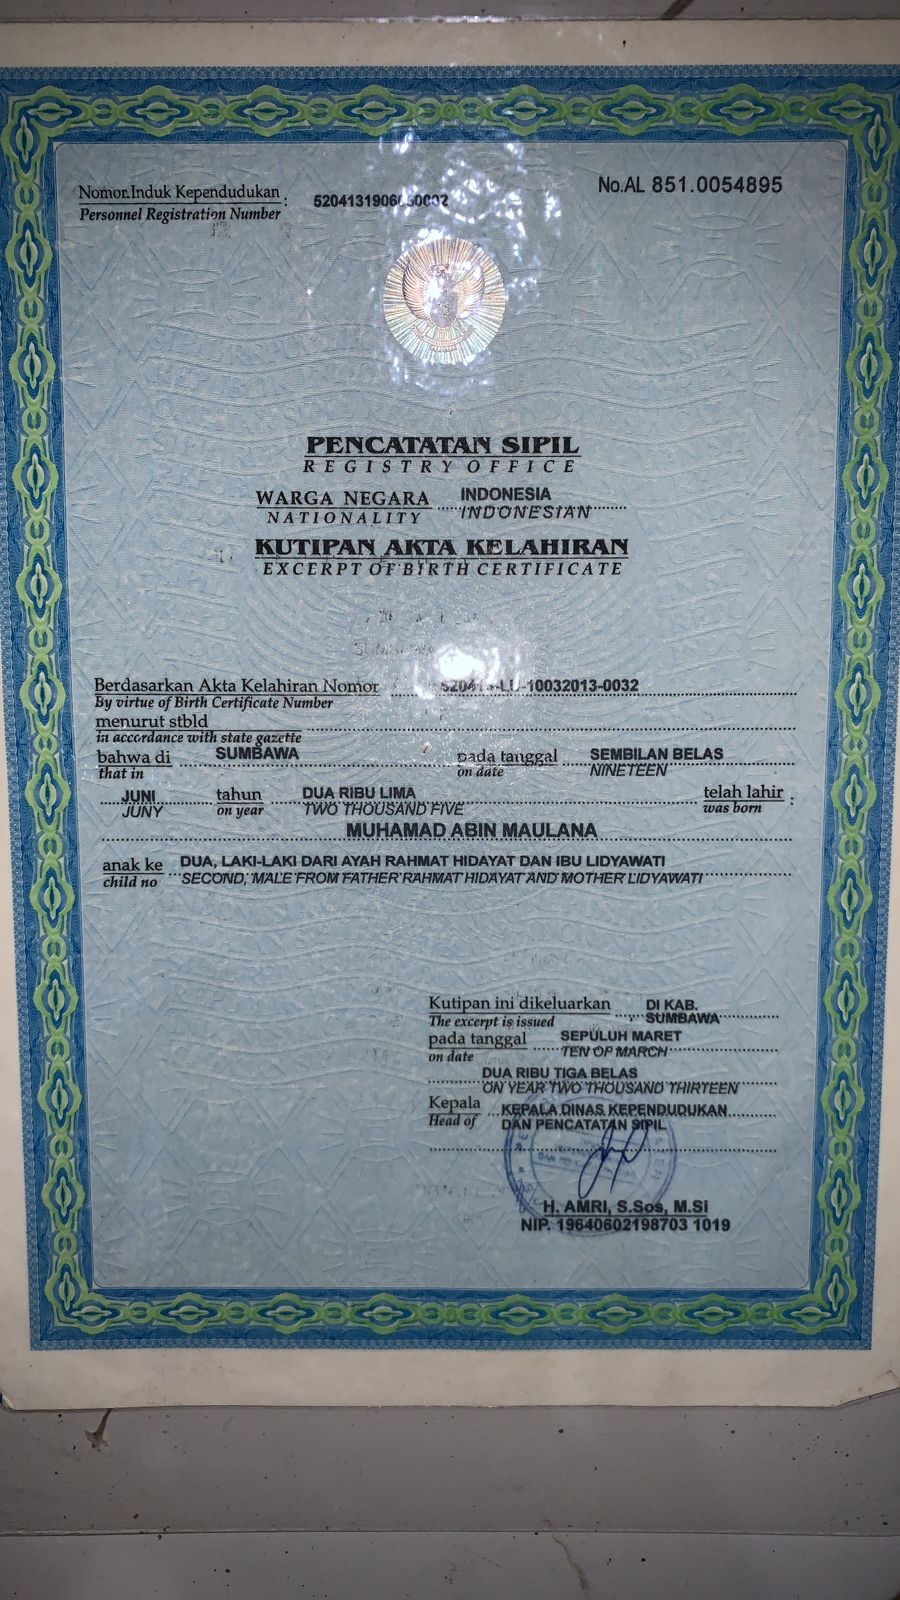 Nomor Induk Kependudukan :
Personnel Registration Number
No.AL 851.0054895
PENCATATAN SIPIL
REGISTRY OFFICE
WARGA NEGARA INDONESIA
NATIONALITY INDONESIAN
KUTIPAN AKTA KELAHIRAN
EXCERPT OF BIRTH CERTIFICATE
Berdasarkan Akta Kelahiran Nomor
By virtue of Birth Certificate Number
menurut stbld
in accordance with state gazette
bahwa di SUMBAWA pada tanggal SEMBILAN BELAS
that in on date NINETEEN
JUNI tahun DUA RIBU LIMA telah lahir :
JUNY on year TWO THOUSAND FIVE was born
MUHAMAD ABIN MAULANA
anak ke DUA, LAKI-LAKI DARI AYAH RAHMAT HIDAYAT DAN IBU LIDYAWATI
child no SECOND, MALE FROM FATHER RAHMAT HIDAYAT AND MOTHER LIDYAWATI
Kutipan ini dikeluarkan DI KAB.
The excerpt is issued SUMBAWA
pada tanggal SEPULUH MARET
on date TEN OF MARCH
DUA RIBU TIGA BELAS
ON YEAR TWO THOUSAND THIRTEEN
Kepala KEPALA DINAS KEPENDUDUKAN
Head of DAN PENCATATAN SIPIL
H. AMRI, S.Sos, M.Si
NIP. 19640602198703 1019